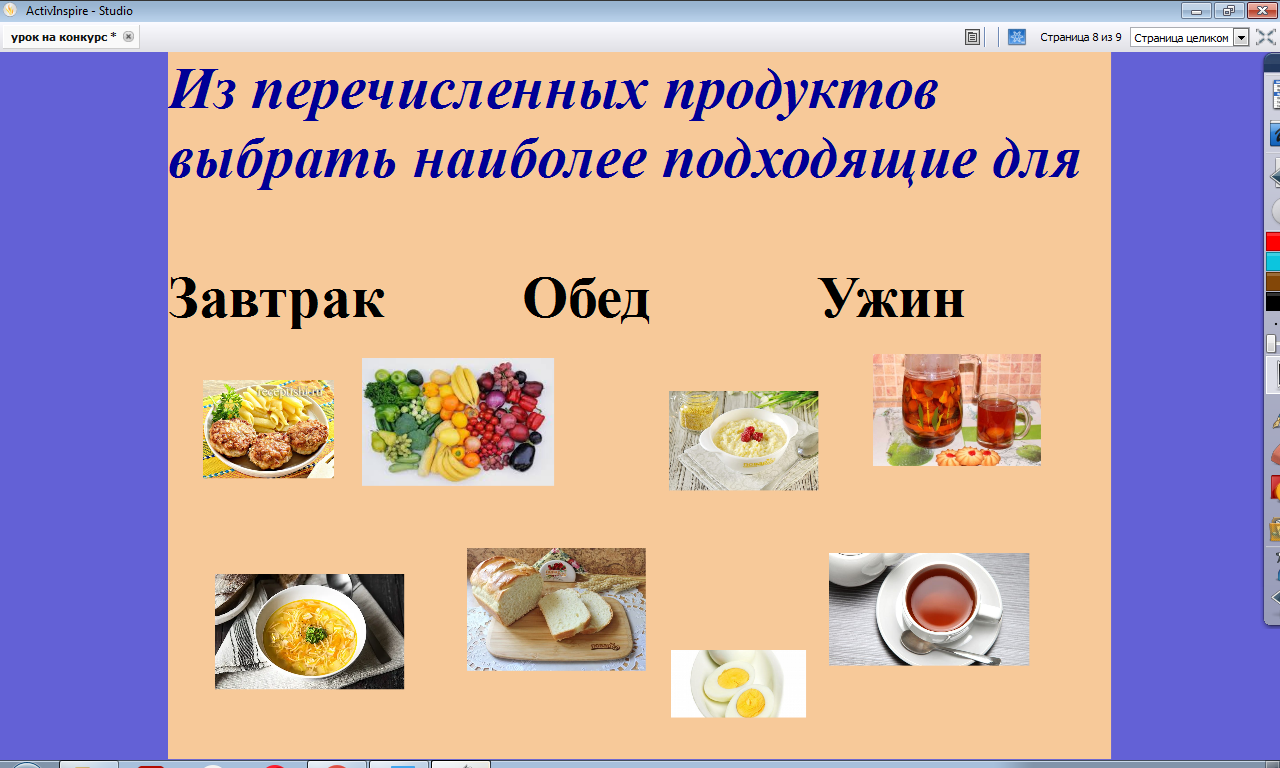 ActivInspire - Studio
урок на конкурс *
Страница 8 из 9
Страница целиком
Из перечисленных продуктов
выбрать наиболее подходящие для
Завтрак Обед Ужин